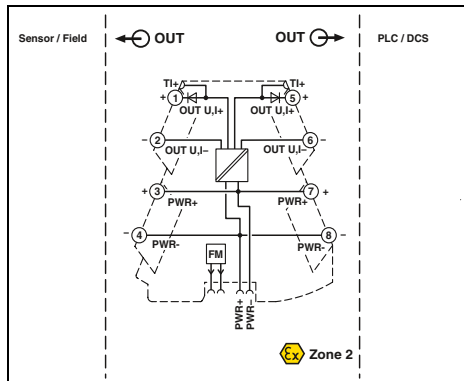 Sensor / Field
OUT
OUT
PLC / DCS
TI+
TI+
+ 1
5 +
OUT U,I+
OUT U,I+
– 2
6 –
OUT U,I–
OUT U,I–
+ 3
7 +
PWR+
PWR+
– 4
8 –
PWR-
PWR-
FM
PWR+
PWR–
Ex Zone 2